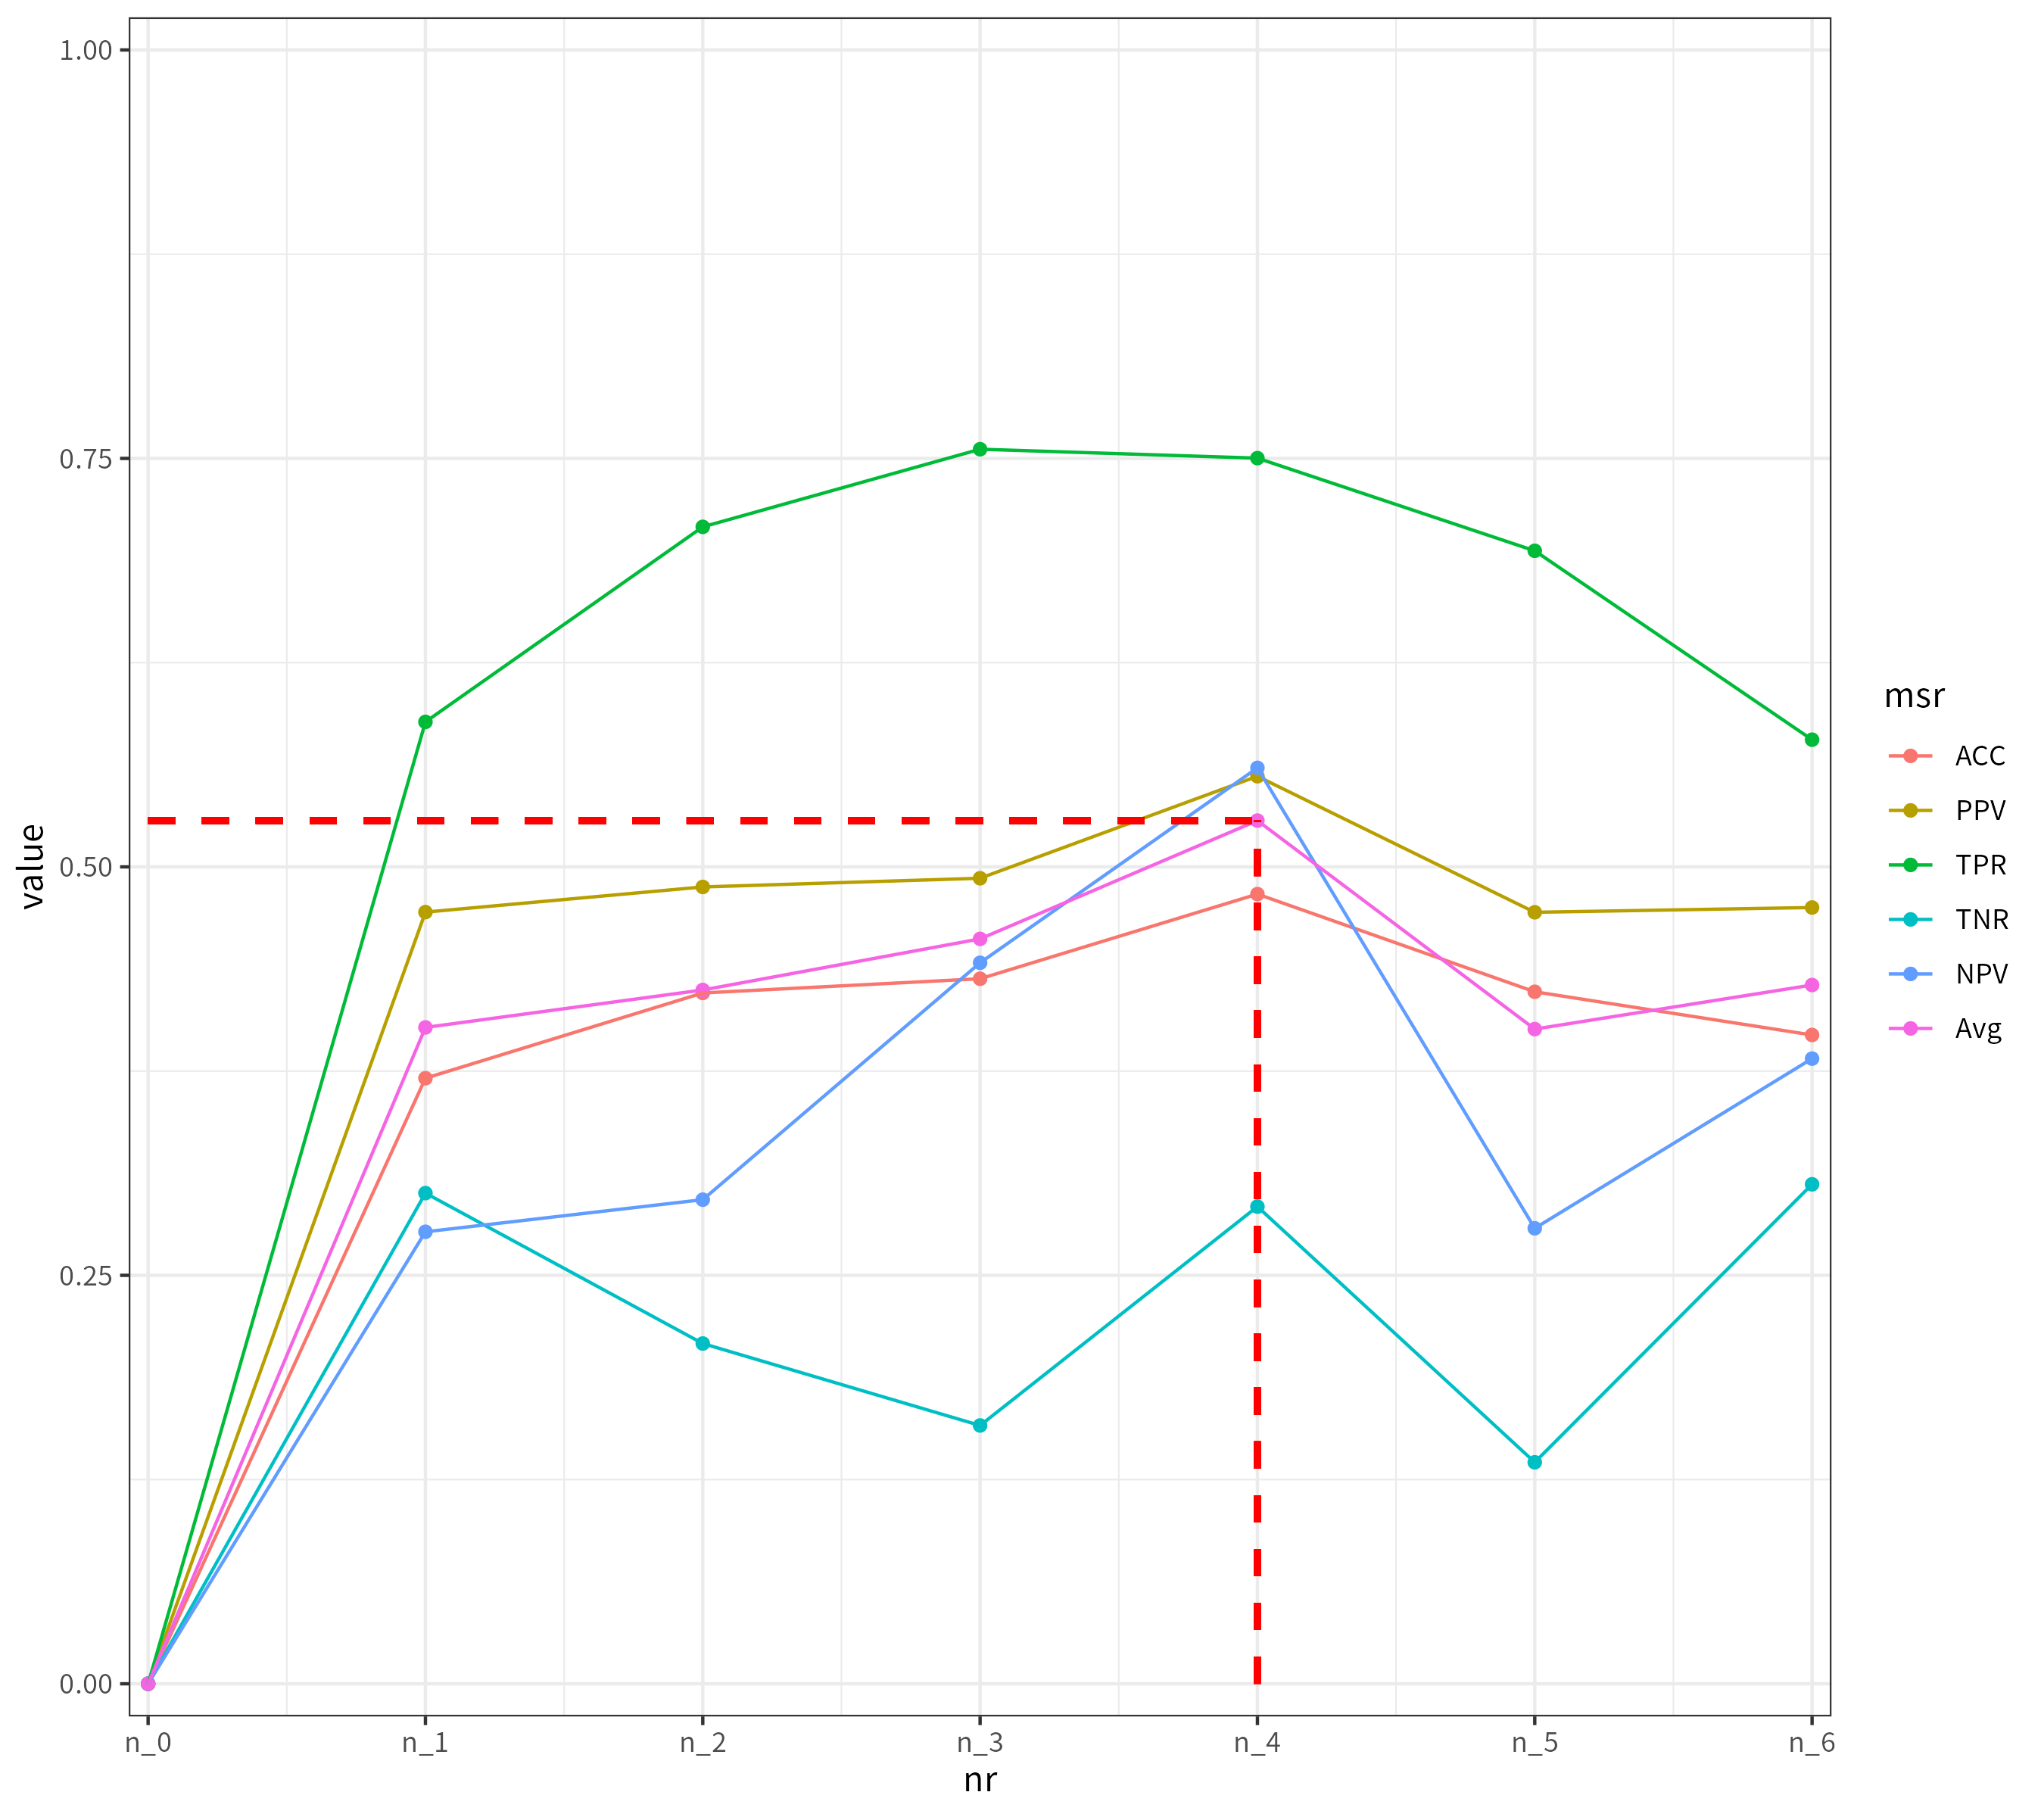 1.00
0.75
0.50
0.25
0.00
value
n_0 n_1 n_2 n_3 n_4 n_5 n_6
nr
msr
ACC
PPV
TPR
TNR
NPV
Avg